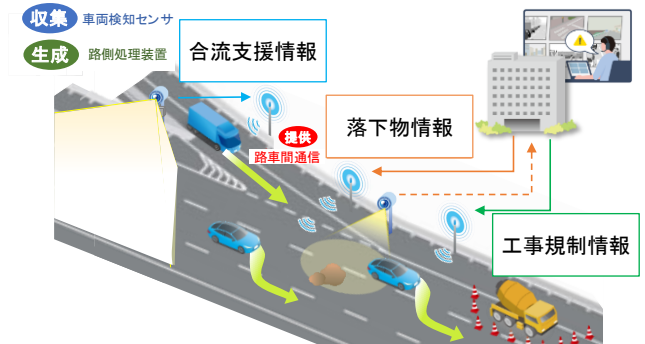 収集 車両検知センサ
生成 路側処理装置
合流支援情報
提供
路車間通信
落下物情報
工事規制情報